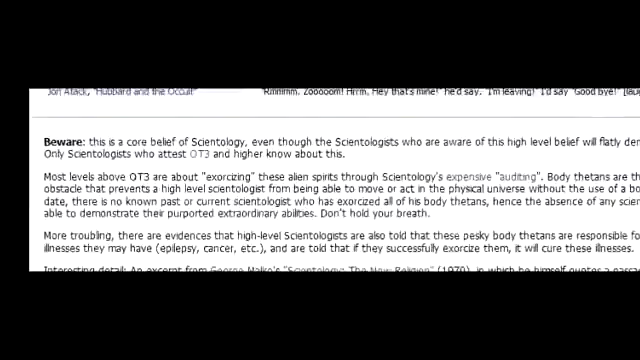 Jon Atack, "Hubbard and the Occult" "Rmmmm, Zooooom! Hrrm, Hey that's mine!" he'd say. "I'm leaving!" I'd say "Good bye!" [lau
Beware: this is a core belief of Scientology, even though the Scientologists who are aware of this high level belief will flatly den
Only Scientologists who attest OT3 and higher know about this.
Most levels above OT3 are about "exorcizing" these alien spirits through Scientology's expensive "auditing". Body thetans are th
obstacle that prevents a high level scientologist from being able to move or act in the physical universe without the use of a bo
date, there is no known past or current scientologist who has exorcized all of his body thetans, hence the absence of any scien
able to demonstrate their purported extraordinary abilities. Don't hold your breath.
More troubling, there are evidences that high-level Scientologists are also told that these pesky body thetans are responsible fo
illnesses they may have (epilepsy, cancer, etc.), and are told that if they successfully exorcize them, it will cure these illnesses.
Interesting detail: An excerpt from George Malko's "Scientology: The New Religion" (1970), in which he himself quotes a passa